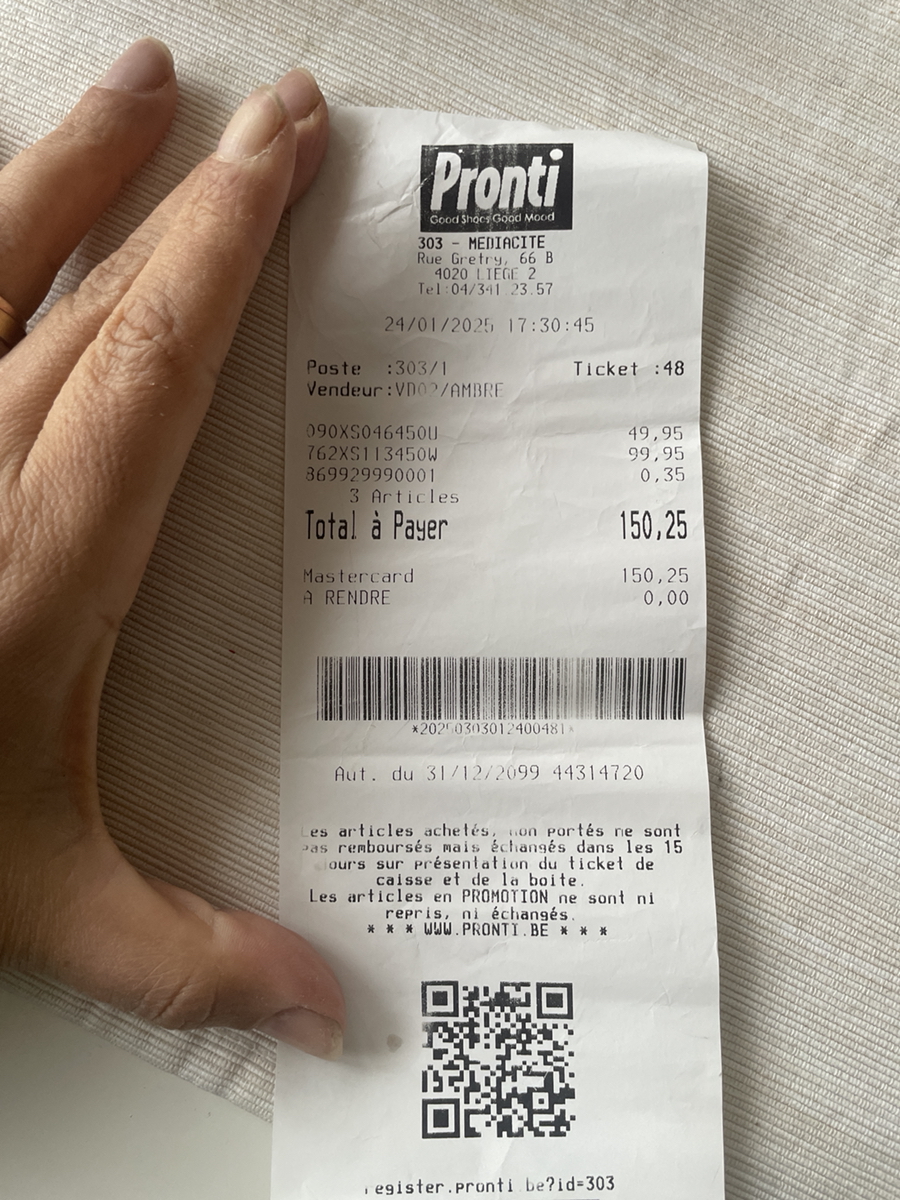 Pronti
Good Shoes Good Mood
303 - MEDIACITE
Rue Gretry, 66 B
4020 LIEGE 2
Tel:04/341.23.57
24/01/2025 17:30:45
Poste :303/1 Ticket :48
Vendeur:VD02/AMBRE
090XS046450U 49,95
762XS113450W 99,95
869929990001 0,35
3 Articles
Total à Payer 150,25
Mastercard 150,25
A RENDRE 0,00
*20250303012400481*
Aut. du 31/12/2099 44314720
Les articles achetés, non portés ne sont
pas remboursés mais échangés dans les 15
jours sur présentation du ticket de
caisse et de la boite.
Les articles en PROMOTION ne sont ni
repris, ni échangés.
* * * WWW.PRONTI.BE * * *
register.pronti.be?id=303